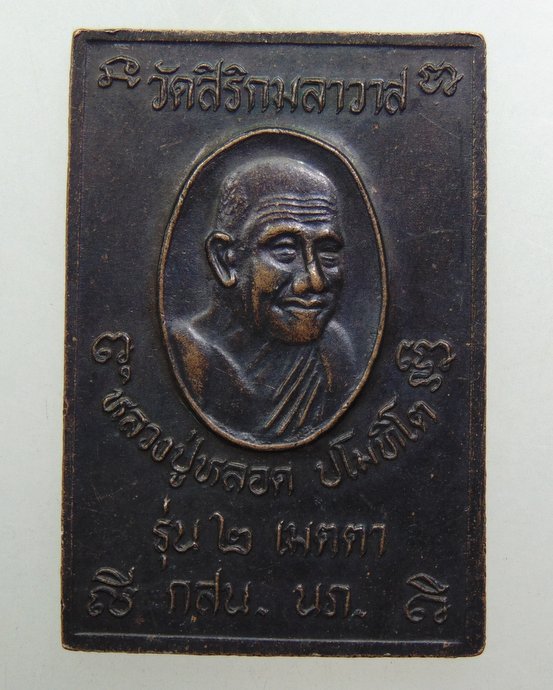 วัดสิริกมลาวาส
หลวงปู่หลอด ปโมทิโต
รุ่น ๒ เมตตา
กสน. นภ.